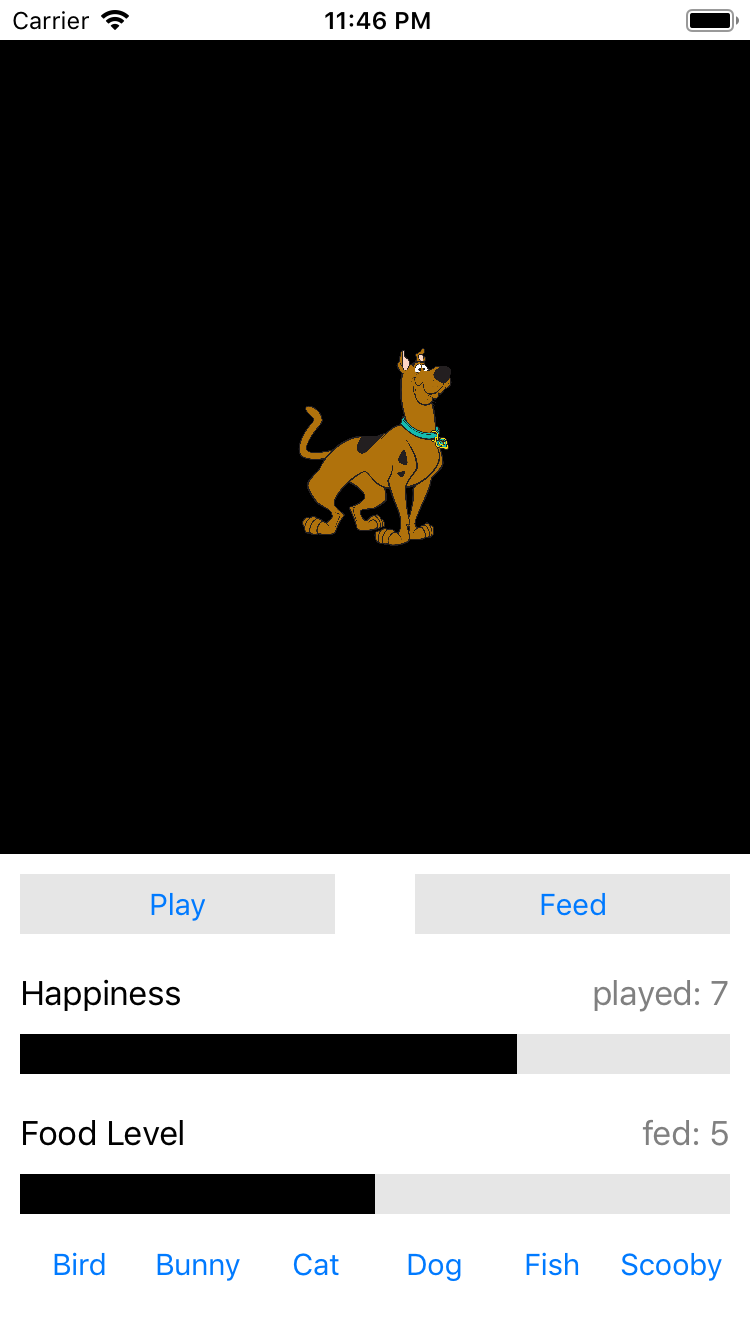 Carrier 11:46 PM
Play Feed
Happiness played: 7
Food Level fed: 5
Bird Bunny Cat Dog Fish Scooby